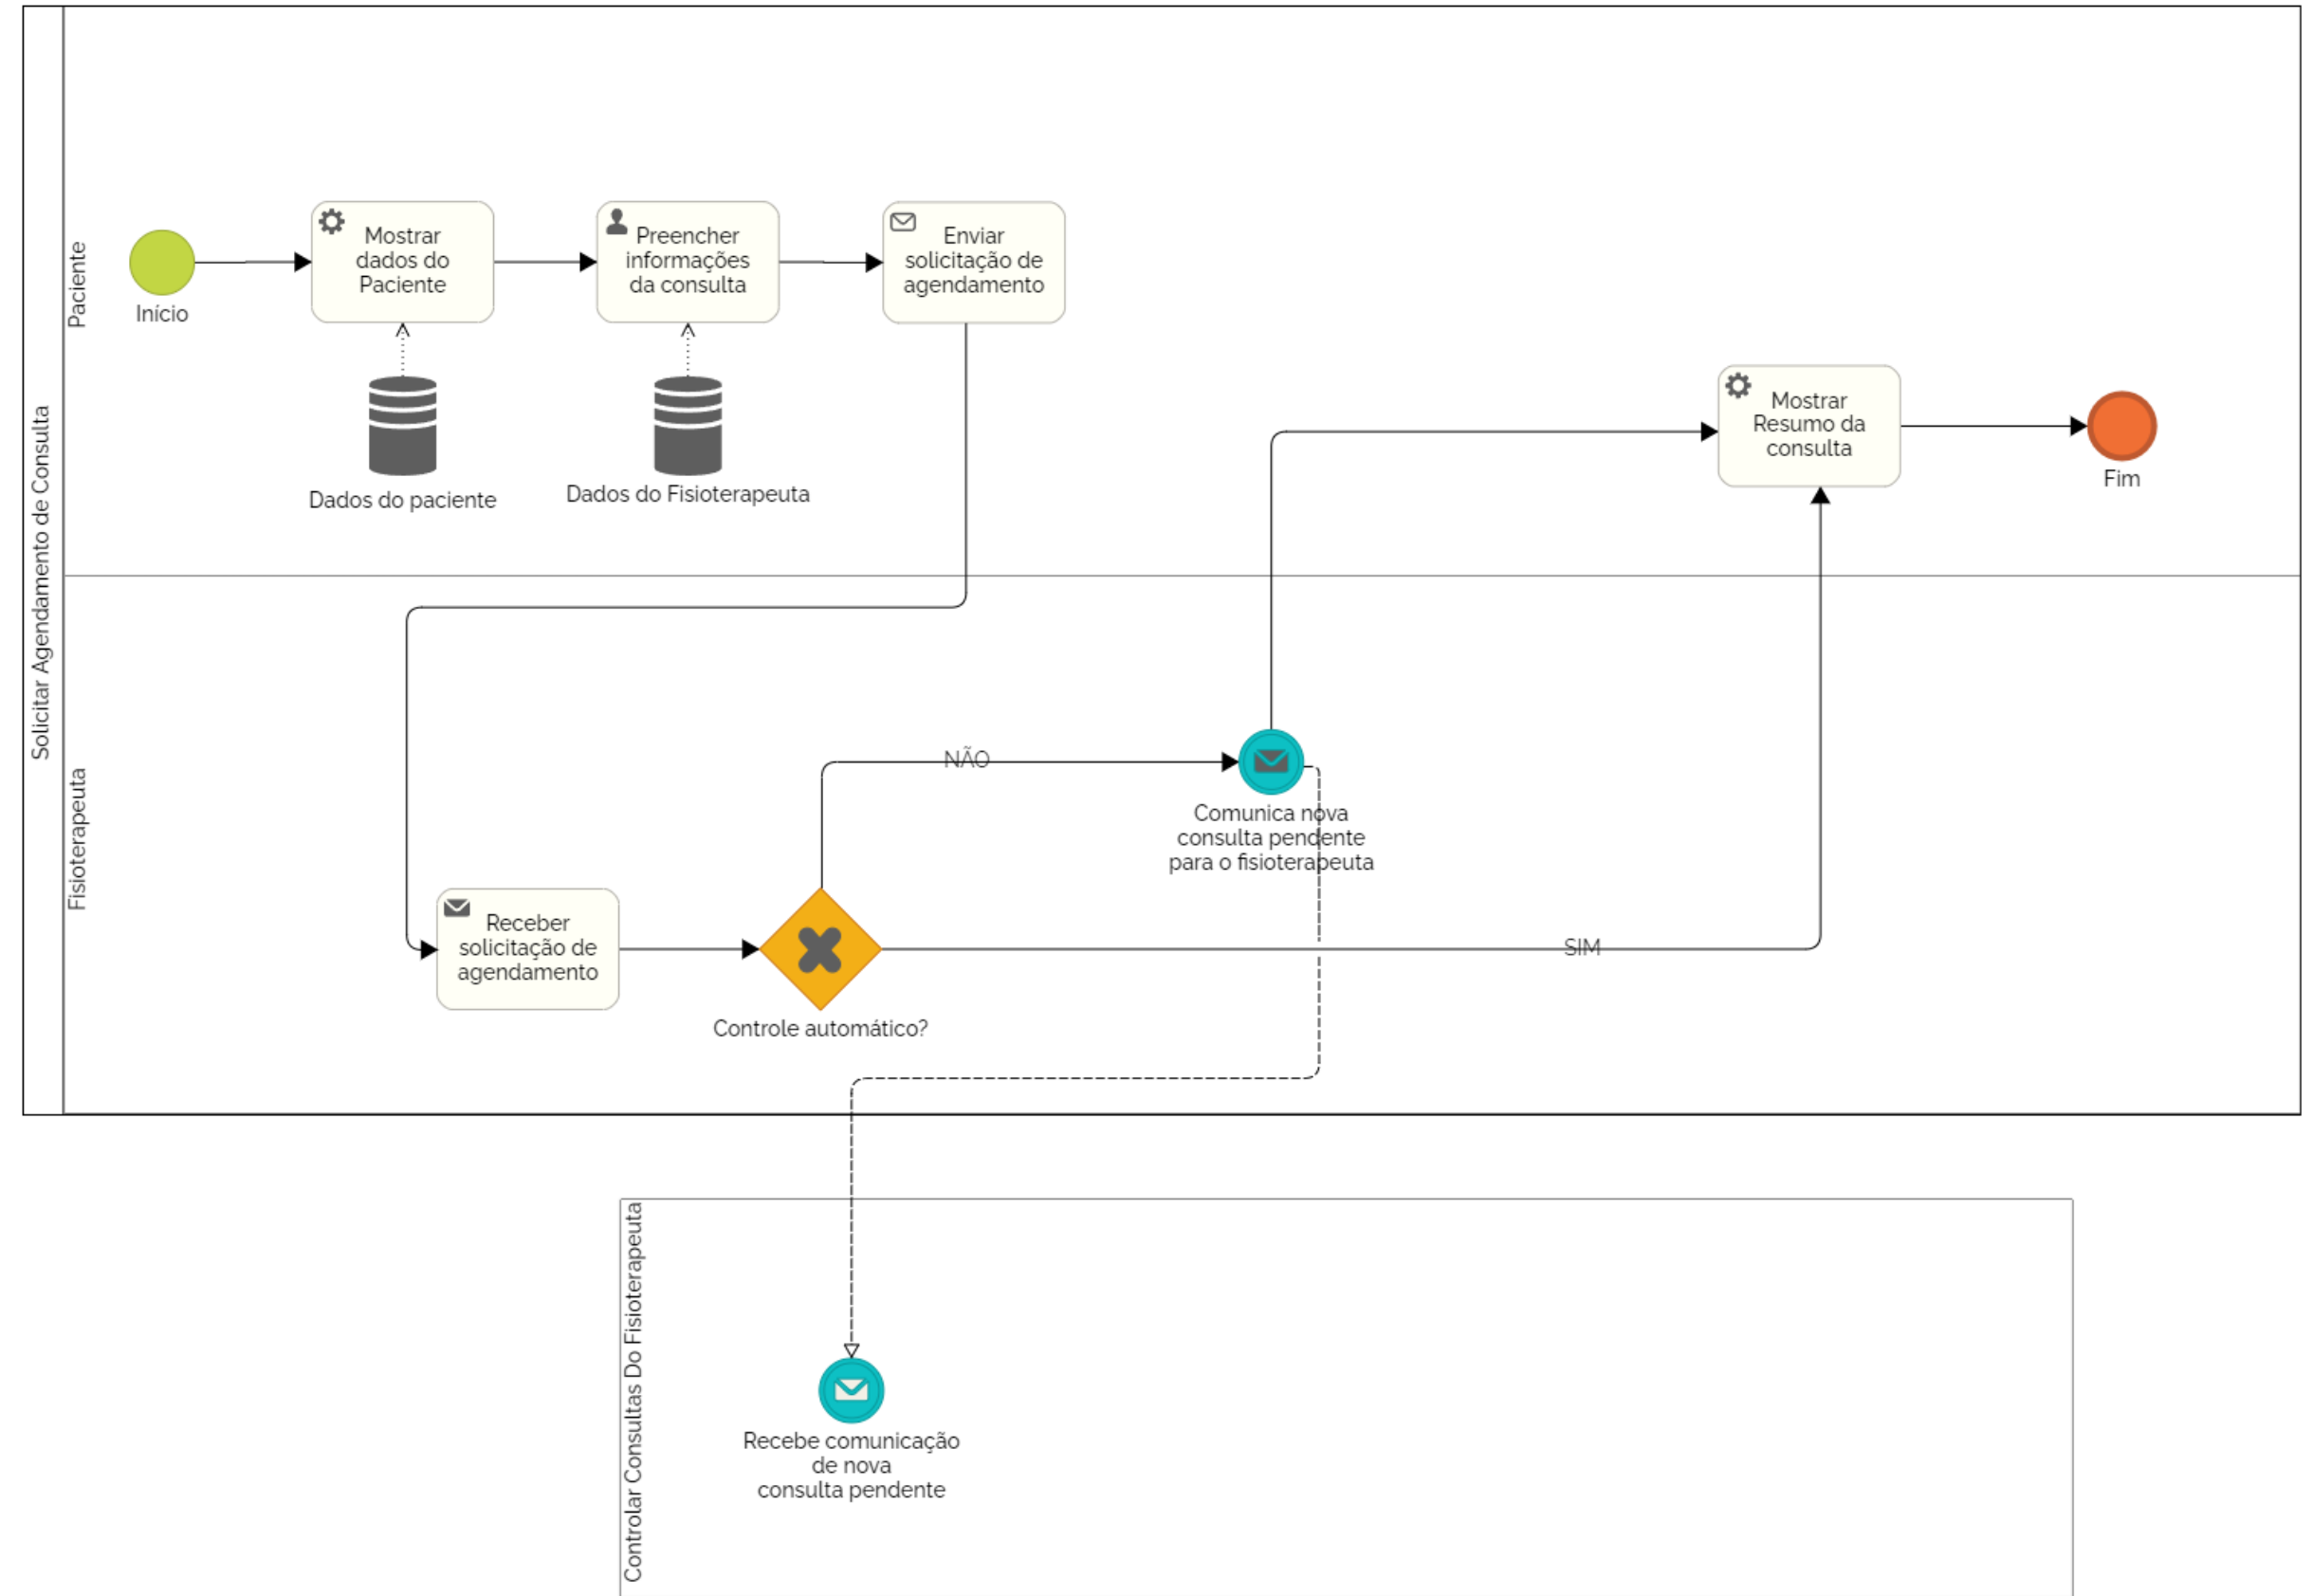 Solicitar Agendamento de Consulta
Paciente
Início
Mostrar
dados do
Paciente
Preencher
informações
da consulta
Enviar
solicitação de
agendamento
Dados do paciente
Dados do Fisioterapeuta
Mostrar
Resumo da
consulta
Fim
Fisioterapeuta
NÃO
Comunica nova
consulta pendente
para o fisioterapeuta
Receber
solicitação de
agendamento
SIM
Controle automático?
Controlar Consultas Do Fisioterapeuta
Recebe comunicação
de nova
consulta pendente